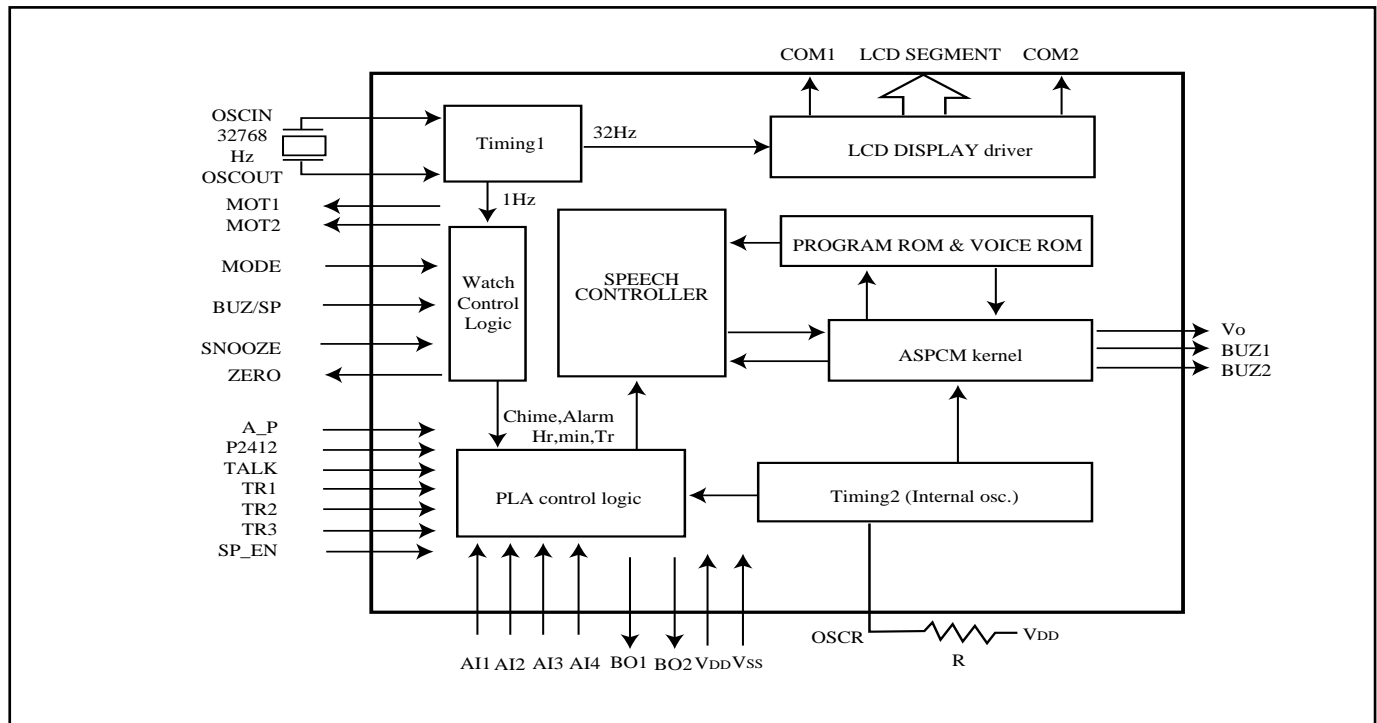 COM1 LCD SEGMENT COM2
OSCIN
32768
Hz
OSCOUT
Timing1
32Hz
LCD DISPLAY driver
1Hz
MOT1
MOT2
MODE
BUZ/SP
SNOOZE
ZERO
Watch
Control
Logic
SPEECH
CONTROLLER
PROGRAM ROM & VOICE ROM
ASPCM kernel
Vo
BUZ1
BUZ2
Chime,Alarm
Hr,min,Tr
A_P
P2412
TALK
TR1
TR2
TR3
SP_EN
PLA control logic
Timing2 (Internal osc.)
AI1 AI2 AI3 AI4 BO1 BO2 VDD VSS
OSCR
R
VDD